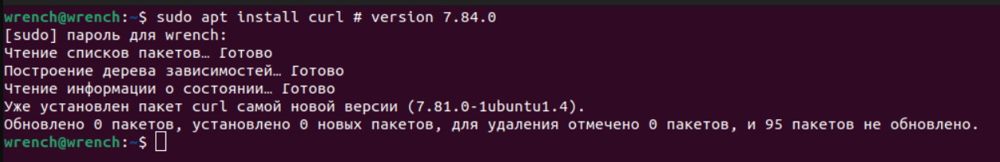 wrench@wrench:~$ sudo apt install curl # version 7.84.0
[sudo] пароль для wrench:
Чтение списков пакетов… Готово
Построение дерева зависимостей… Готово
Чтение информации о состоянии… Готово
Уже установлен пакет curl самой новой версии (7.81.0-1ubuntu1.4).
Обновлено 0 пакетов, установлено 0 новых пакетов, для удаления отмечено 0 пакетов, и 95 пакетов не обновлено.
wrench@wrench:~$